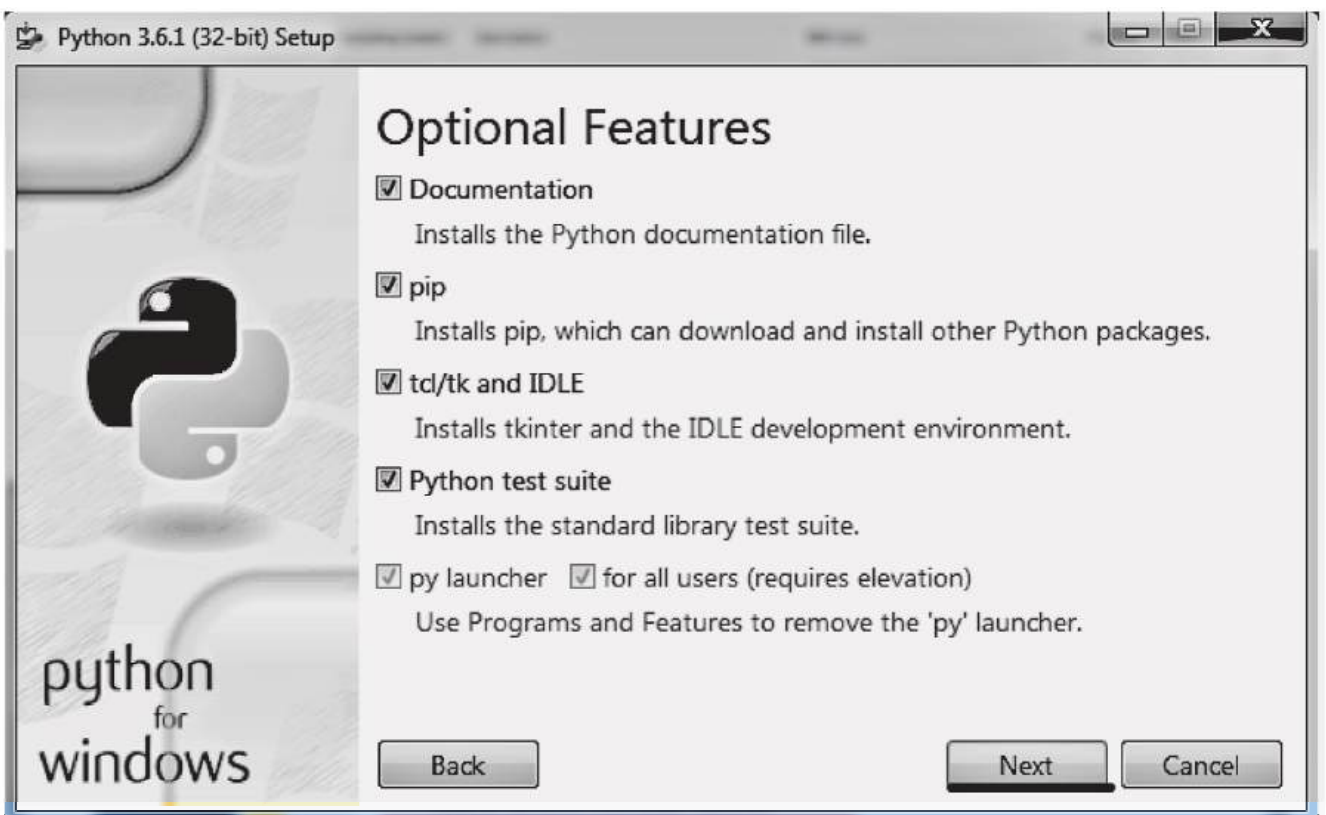 Python 3.6.1 (32-bit) Setup
Optional Features
Documentation
Installs the Python documentation file.
pip
Installs pip, which can download and install other Python packages.
tcl/tk and IDLE
Installs tkinter and the IDLE development environment.
Python test suite
Installs the standard library test suite.
py launcher for all users (requires elevation)
Use Programs and Features to remove the 'py' launcher.
python
for
windows
Back Next Cancel